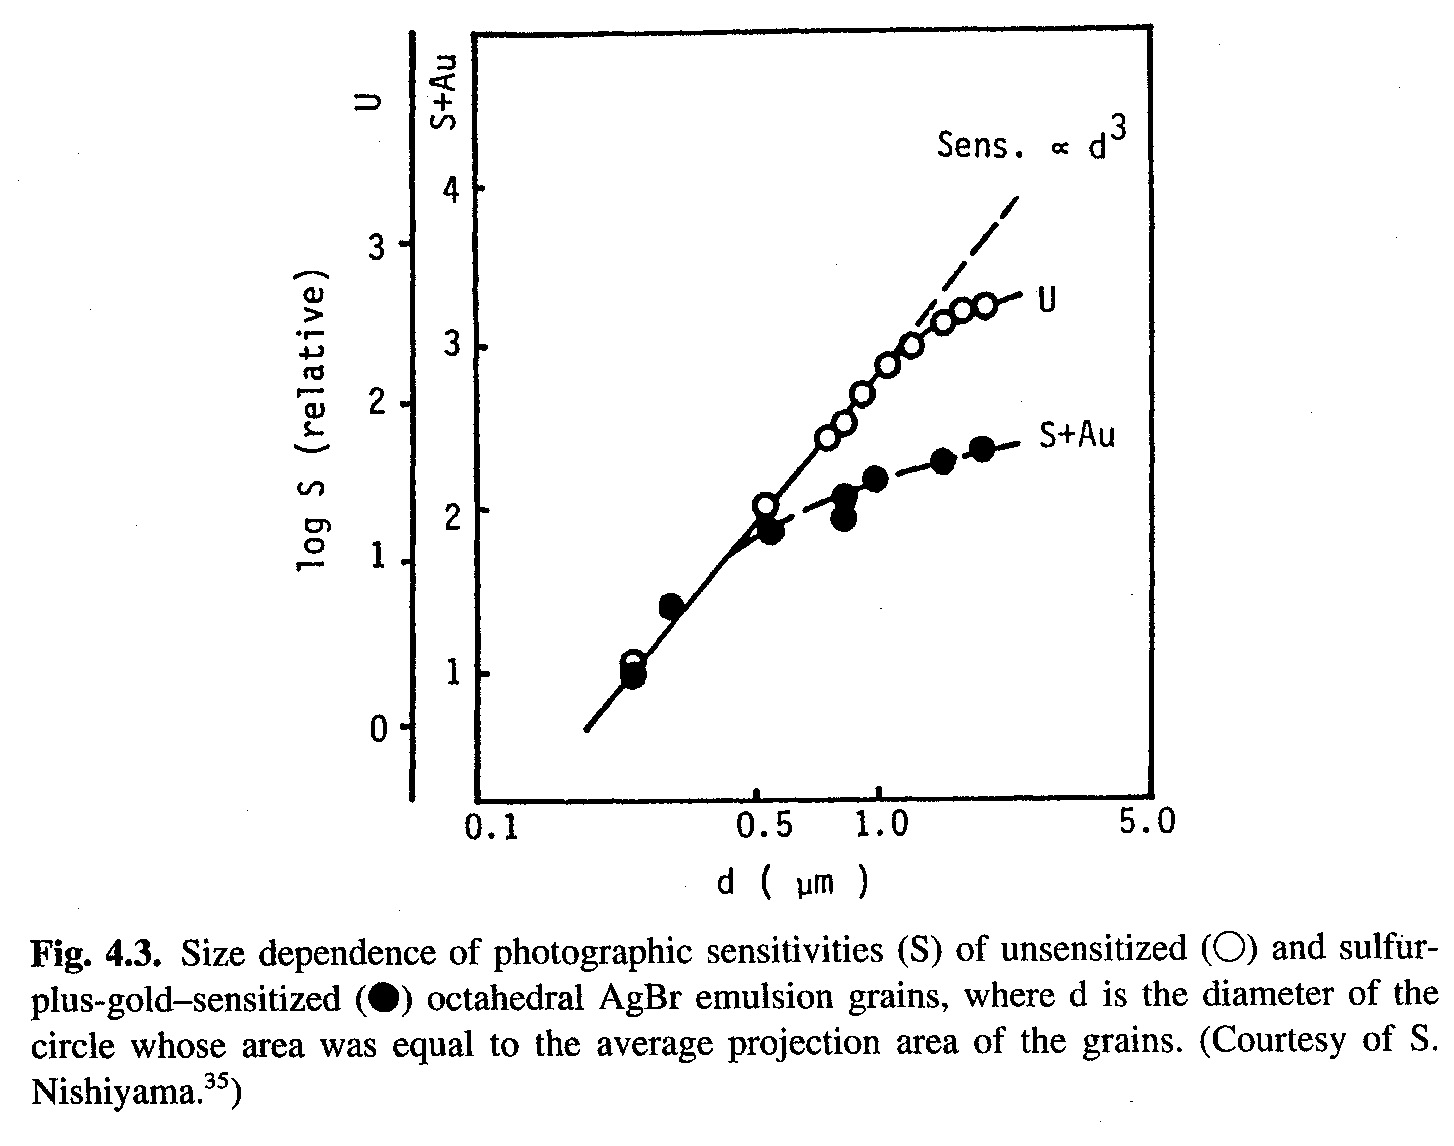 U
S+Au
Sens. ∝ d³
4
3
3
U
2
S+Au
2
1
1
0
log S (relative)
0.1 0.5 1.0 5.0
d ( μm )
Fig. 4.3. Size dependence of photographic sensitivities (S) of unsensitized (○) and sulfur-
plus-gold–sensitized (●) octahedral AgBr emulsion grains, where d is the diameter of the
circle whose area was equal to the average projection area of the grains. (Courtesy of S.
Nishiyama.³⁵)